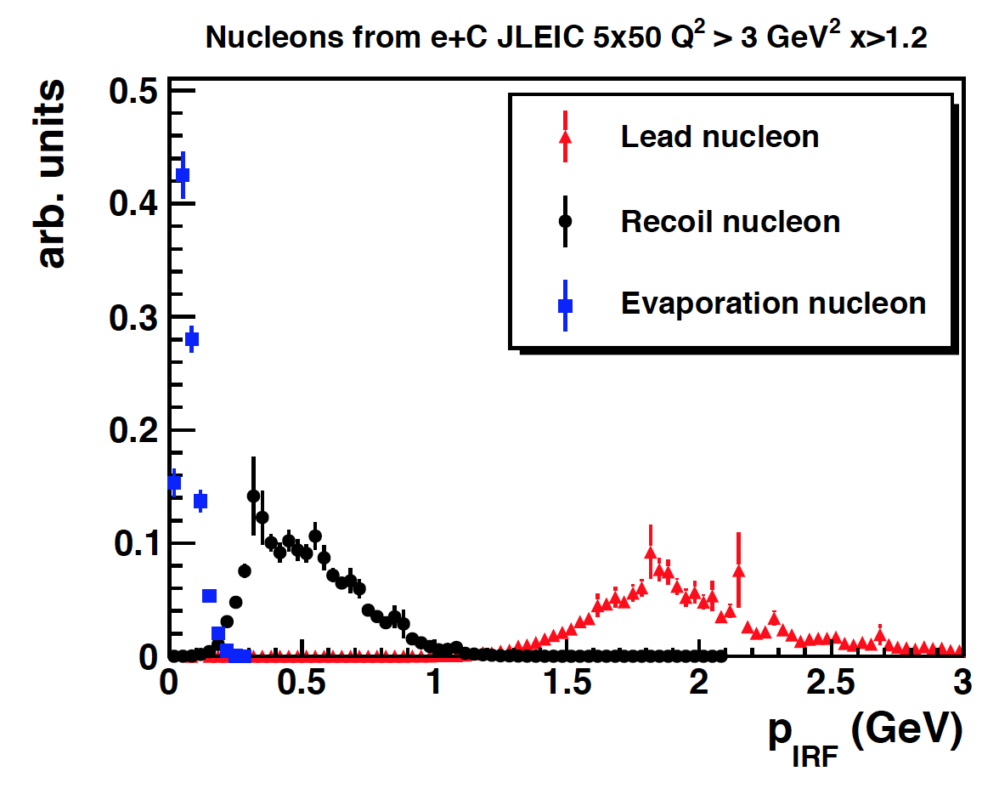 Nucleons from e+C JLEIC 5x50 Q² > 3 GeV² x>1.2
arb. units
0.5
0.4
0.3
0.2
0.1
0
Lead nucleon
Recoil nucleon
Evaporation nucleon
0 0.5 1 1.5 2 2.5 3
p_IRF (GeV)